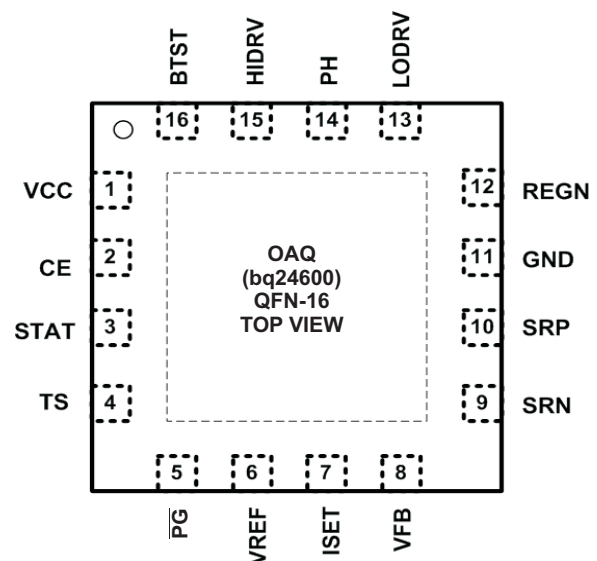 BTST HIDRV PH LODRV
16 15 14 13
VCC 1 12 REGN
CE 2 11 GND
STAT 3 10 SRP
TS 4 9 SRN
OAQ
(bq24600)
QFN-16
TOP VIEW
5 6 7 8
PG VREF ISET VFB